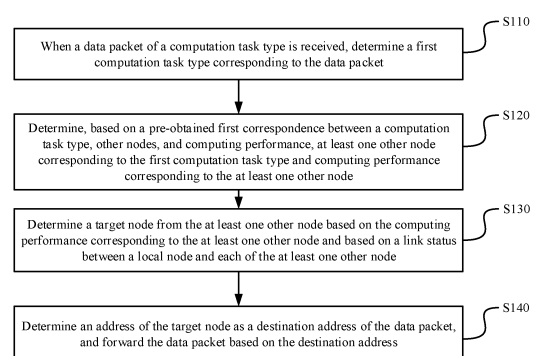 S110
When a data packet of a computation task type is received, determine a first
computation task type corresponding to the data packet
S120
Determine, based on a pre-obtained first correspondence between a computation
task type, other nodes, and computing performance, at least one other node
corresponding to the first computation task type and computing performance
corresponding to the at least one other node
S130
Determine a target node from the at least one other node based on the computing
performance corresponding to the at least one other node and based on a link status
between a local node and each of the at least one other node
S140
Determine an address of the target node as a destination address of the data packet,
and forward the data packet based on the destination address